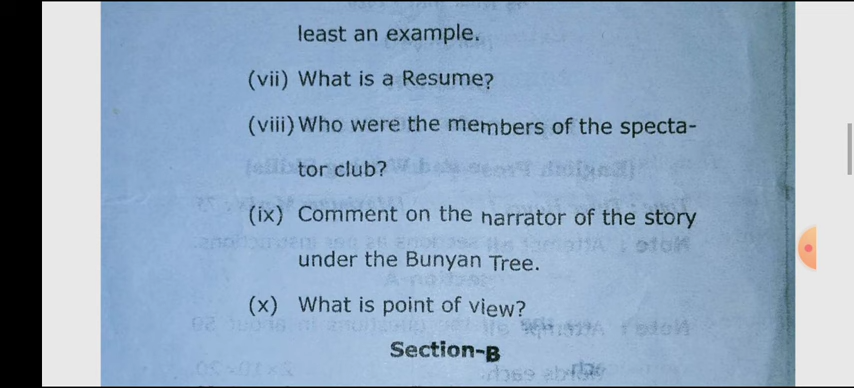 least an example.
(vii) What is a Resume?
(viii) Who were the members of the specta-
tor club?
(ix) Comment on the narrator of the story
under the Bunyan Tree.
(x) What is point of view?
Section-B